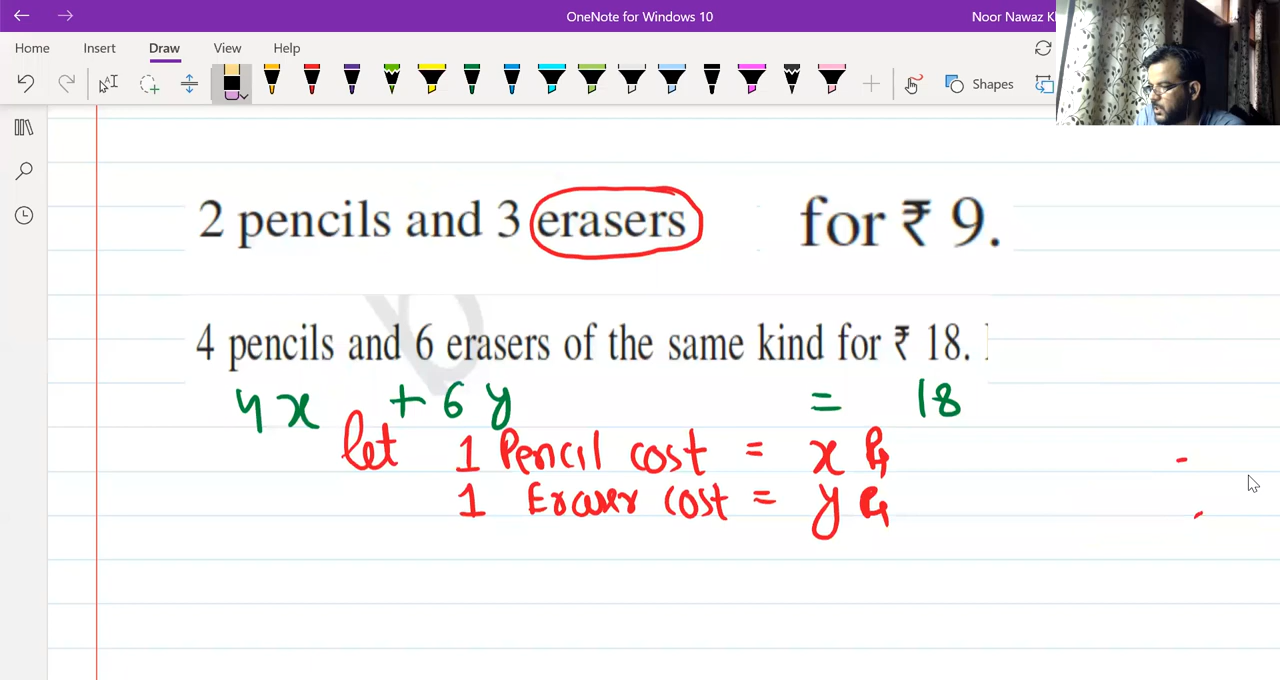 OneNote for Windows 10
Noor Nawaz Kh
Home Insert Draw View Help
Shapes
2 pencils and 3 erasers for ₹ 9.
4 pencils and 6 erasers of the same kind for ₹ 18.
4x + 6y = 18
let 1 Pencil cost = x
1 Eraser cost = y